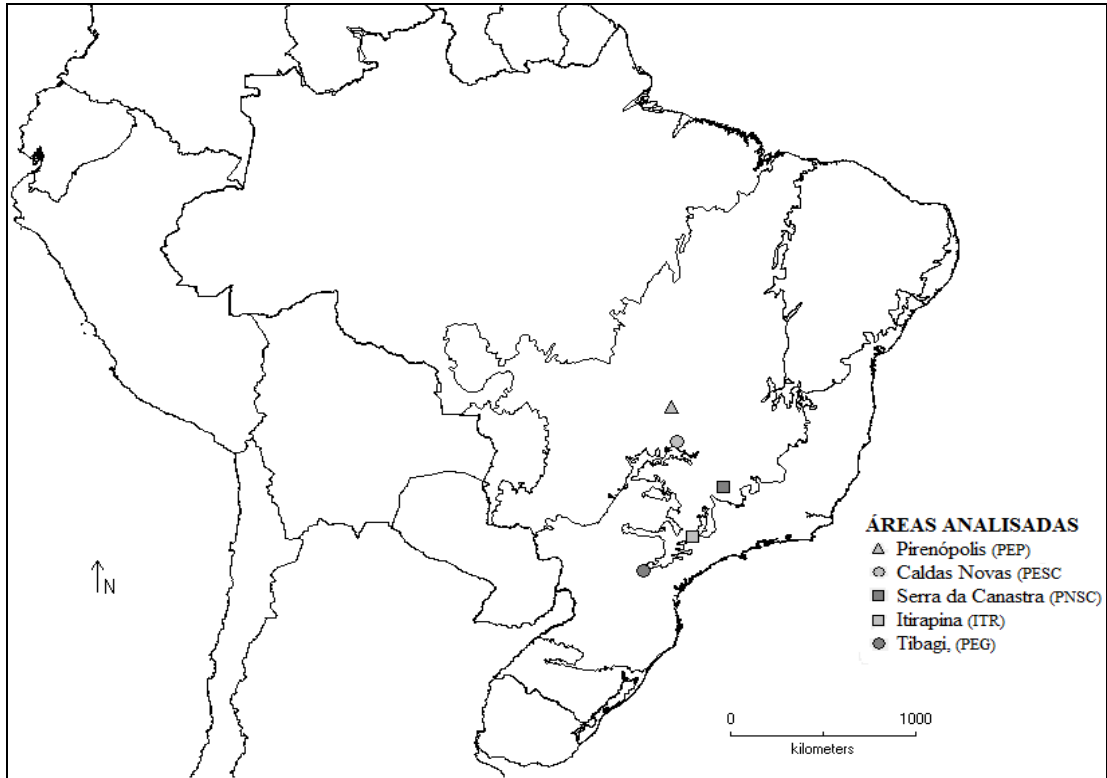 N
ÁREAS ANALISADAS
Pirenópolis (PEP)
Caldas Novas (PESC
Serra da Canastra (PNSC)
Itirapina (ITR)
Tibagi, (PEG)
0 1000
kilometers